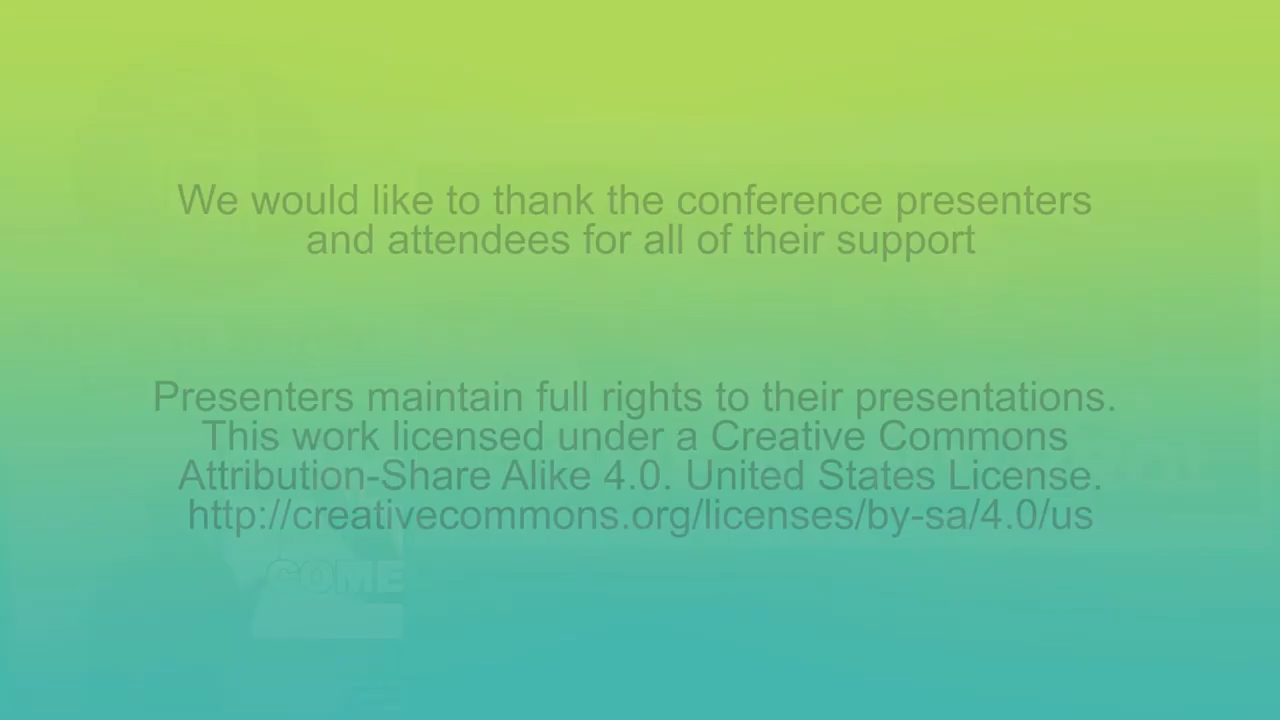 We would like to thank the conference presenters
and attendees for all of their support
Presenters maintain full rights to their presentations.
This work licensed under a Creative Commons
Attribution-Share Alike 4.0. United States License.
http://creativecommons.org/licenses/by-sa/4.0/us
COME